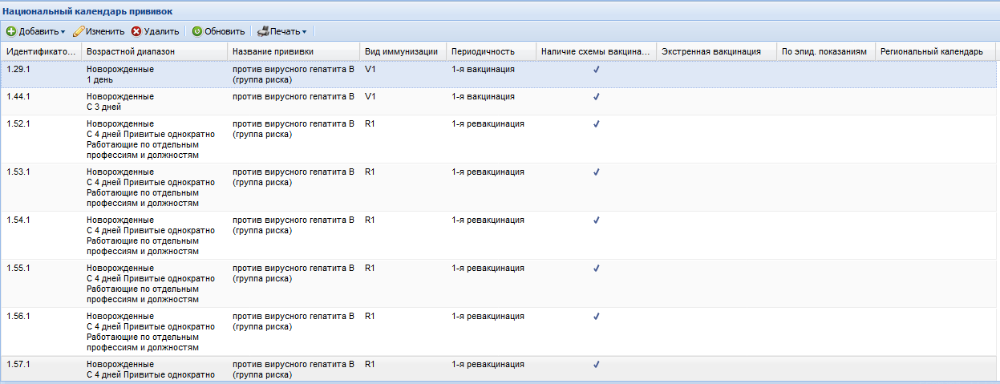 Национальный календарь прививок
Добавить Изменить Удалить Обновить Печать
Идентификато... Возрастной диапазон Название прививки Вид иммунизации Периодичность Наличие схемы вакцина... Экстренная вакцинация По эпид. показаниям Региональный календарь
1.29.1 Новорожденные против вирусного гепатита B V1 1-я вакцинация ✓
1 день (группа риска)
1.44.1 Новорожденные против вирусного гепатита B V1 1-я вакцинация ✓
С 3 дней
1.52.1 Новорожденные против вирусного гепатита B R1 1-я ревакцинация ✓
С 4 дней Привитые однократно (группа риска)
Работающие по отдельным
профессиям и должностям
1.53.1 Новорожденные против вирусного гепатита B R1 1-я ревакцинация ✓
С 4 дней Привитые однократно (группа риска)
Работающие по отдельным
профессиям и должностям
1.54.1 Новорожденные против вирусного гепатита B R1 1-я ревакцинация ✓
С 4 дней Привитые однократно (группа риска)
Работающие по отдельным
профессиям и должностям
1.55.1 Новорожденные против вирусного гепатита B R1 1-я ревакцинация ✓
С 4 дней Привитые однократно (группа риска)
Работающие по отдельным
профессиям и должностям
1.56.1 Новорожденные против вирусного гепатита B R1 1-я ревакцинация ✓
С 4 дней Привитые однократно (группа риска)
Работающие по отдельным
профессиям и должностям
1.57.1 Новорожденные против вирусного гепатита B R1 1-я ревакцинация ✓
С 4 дней Привитые однократно (группа риска)